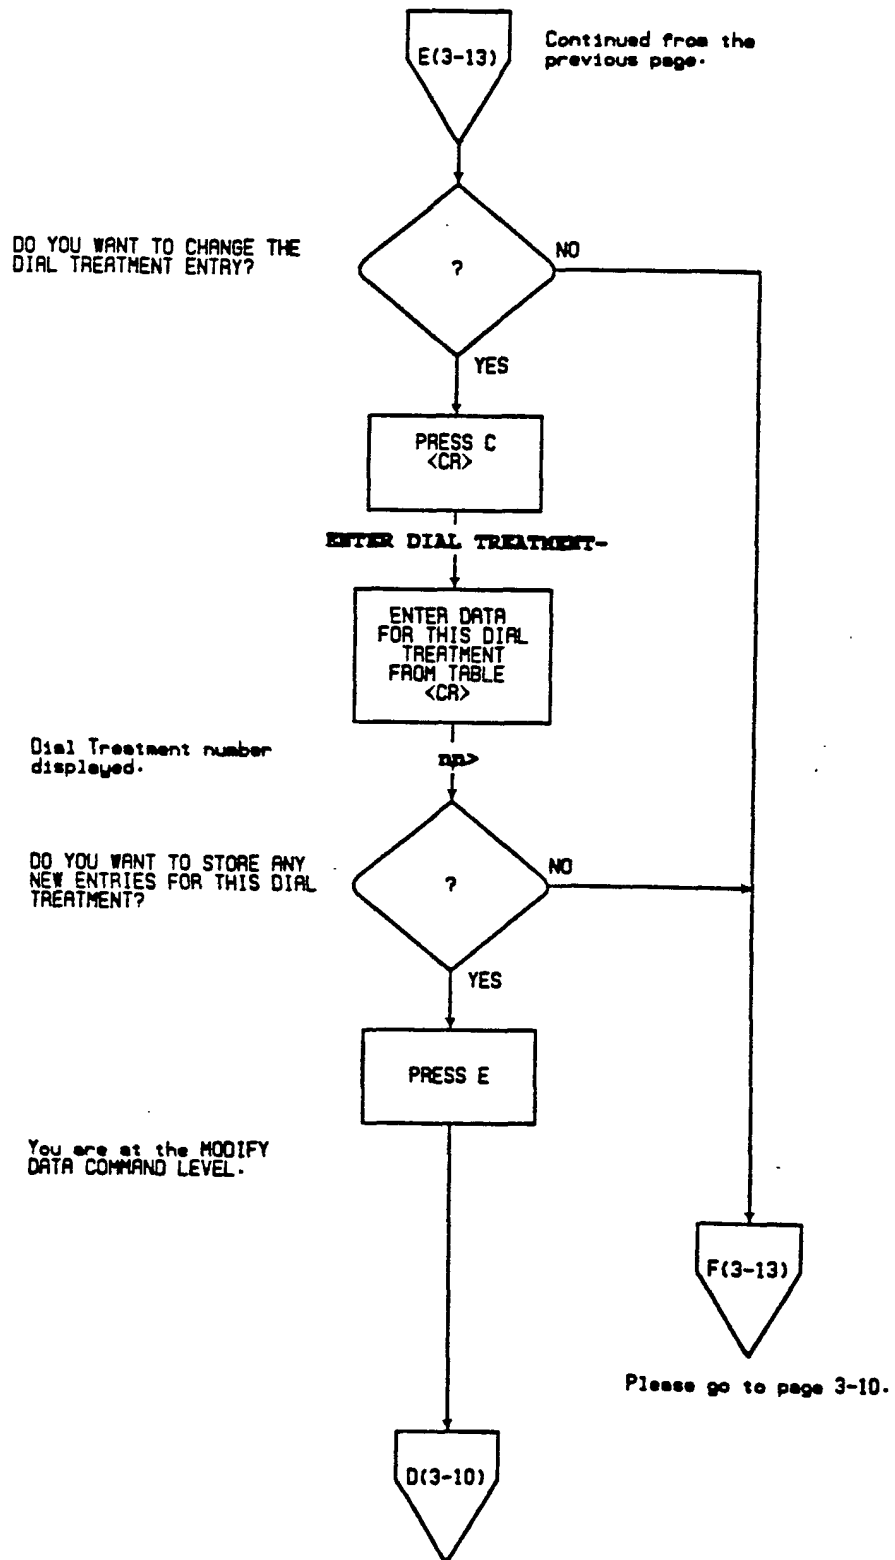 E(3-13)
Continued from the
previous page.
DO YOU WANT TO CHANGE THE
DIAL TREATMENT ENTRY?
?
NO
YES
PRESS C
<CR>
ENTER DIAL TREATMENT-
ENTER DATA
FOR THIS DIAL
TREATMENT
FROM TABLE
<CR>
Dial Treatment number
displayed.
nn>
DO YOU WANT TO STORE ANY
NEW ENTRIES FOR THIS DIAL
TREATMENT?
?
NO
YES
PRESS E
You are at the MODIFY
DATA COMMAND LEVEL.
F(3-13)
Please go to page 3-10.
D(3-10)